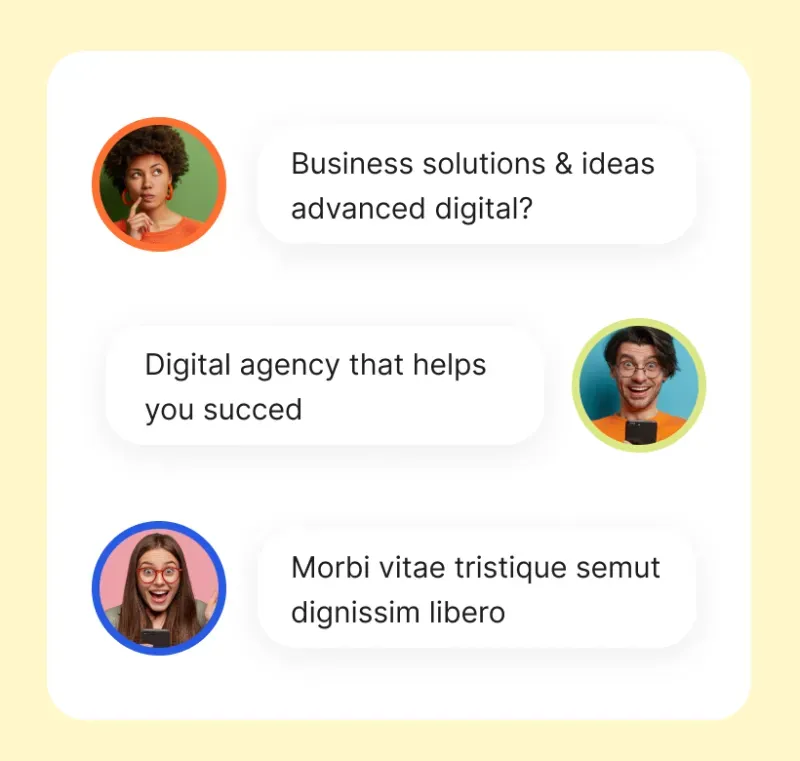 Business solutions & ideas
advanced digital?
Digital agency that helps
you succed
Morbi vitae tristique semut
dignissim libero